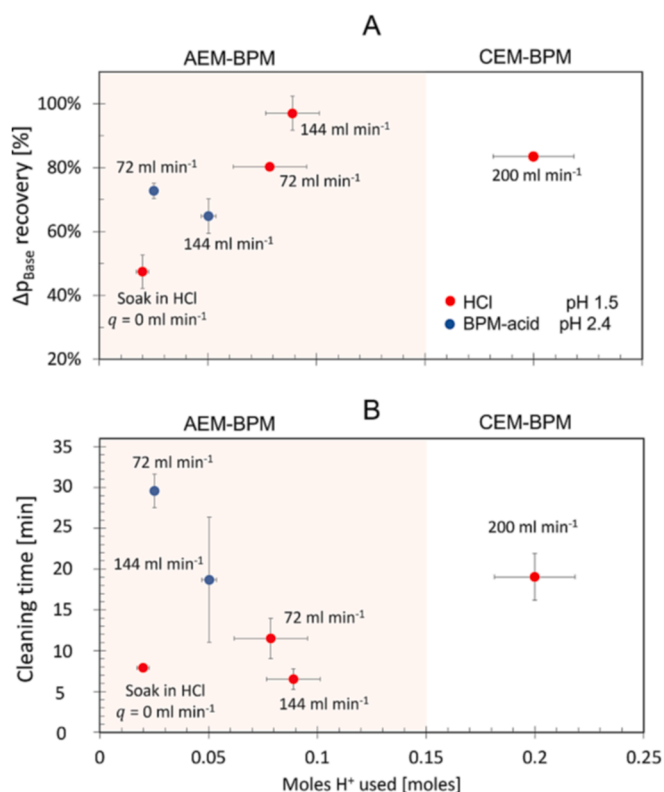 A
AEM-BPM CEM-BPM
ΔpBase recovery [%]
100%
80%
60%
40%
20%
144 ml min⁻¹
72 ml min⁻¹
72 ml min⁻¹
200 ml min⁻¹
144 ml min⁻¹
Soak in HCl
q = 0 ml min⁻¹
HCl pH 1.5
BPM-acid pH 2.4
B
AEM-BPM CEM-BPM
Cleaning time [min]
35
30
25
20
15
10
5
0
72 ml min⁻¹
200 ml min⁻¹
144 ml min⁻¹
72 ml min⁻¹
Soak in HCl
q = 0 ml min⁻¹
144 ml min⁻¹
0 0.05 0.1 0.15 0.2 0.25
Moles H⁺ used [moles]